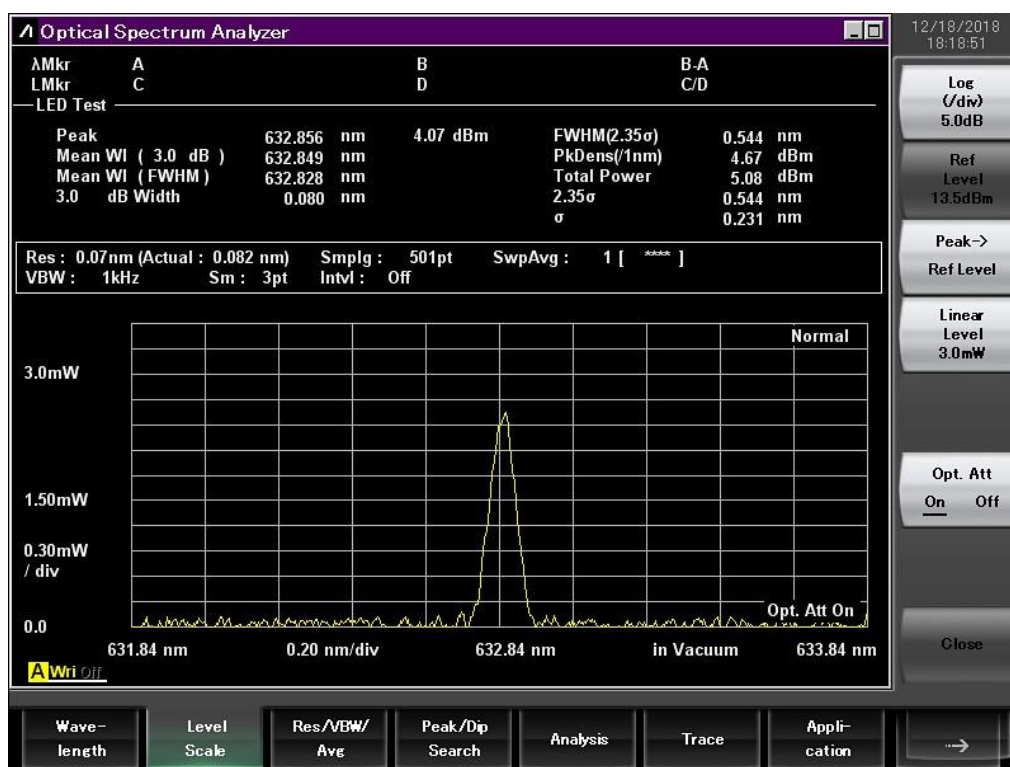 Optical Spectrum Analyzer
12/18/2018
18:18:51
λMkr A B B-A
LMkr C D C/D
LED Test
Peak 632.856 nm 4.07 dBm FWHM(2.35σ) 0.544 nm
Mean Wl ( 3.0 dB ) 632.849 nm PkDens(/1nm) 4.67 dBm
Mean Wl ( FWHM ) 632.828 nm Total Power 5.08 dBm
3.0 dB Width 0.080 nm 2.35σ 0.544 nm
σ 0.231 nm
Res : 0.07nm (Actual : 0.082 nm) Smplg : 501pt SwpAvg : 1 [ **** ]
VBW : 1kHz Sm : 3pt Intvl : Off
Normal
3.0mW
1.50mW
0.30mW
/ div
Opt. Att On
0.0
631.84 nm 0.20 nm/div 632.84 nm in Vacuum 633.84 nm
A Wri Off
Log
(/div)
5.0dB
Ref
Level
13.5dBm
Peak->
Ref Level
Linear
Level
3.0mW
Opt. Att
On Off
Close
Wave-
length
Level
Scale
Res/VBW/
Avg
Peak/Dip
Search
Analysis
Trace
Appli-
cation